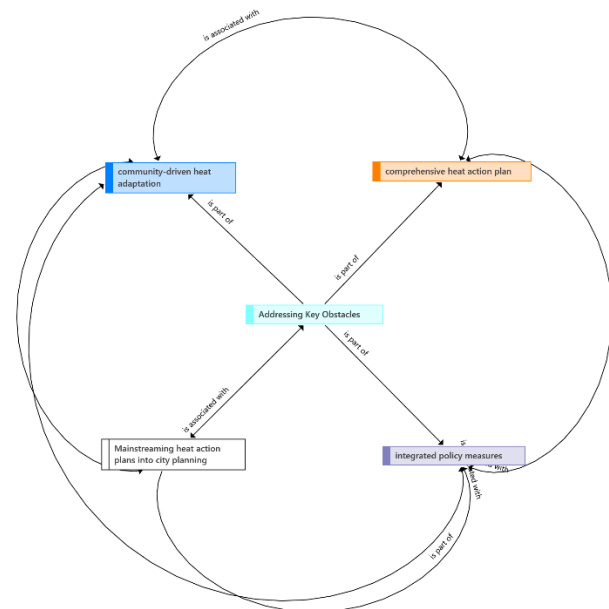 is associated with
community-driven heat
adaptation
comprehensive heat action plan
is part of
is part of
Addressing Key Obstacles
is part of
is associated with
Mainstreaming heat action
plans into city planning
integrated policy measures
is part of